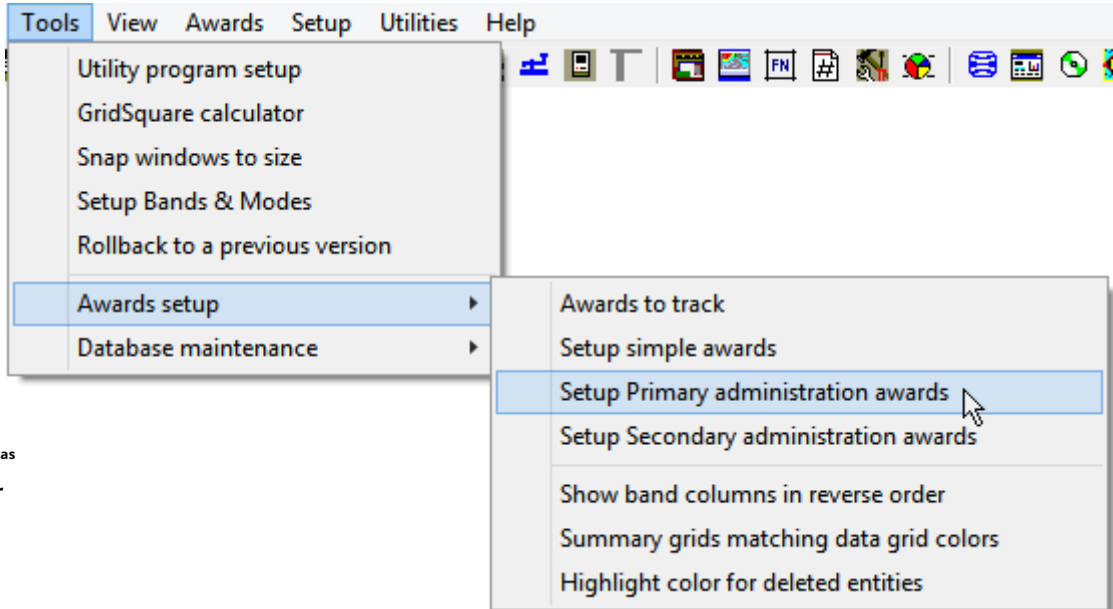 Tools View Awards Setup Utilities Help
FN
Utility program setup
GridSquare calculator
Snap windows to size
Setup Bands & Modes
Rollback to a previous version
Awards setup
Database maintenance
Awards to track
Setup simple awards
Setup Primary administration awards
Setup Secondary administration awards
Show band columns in reverse order
Summary grids matching data grid colors
Highlight color for deleted entities
as